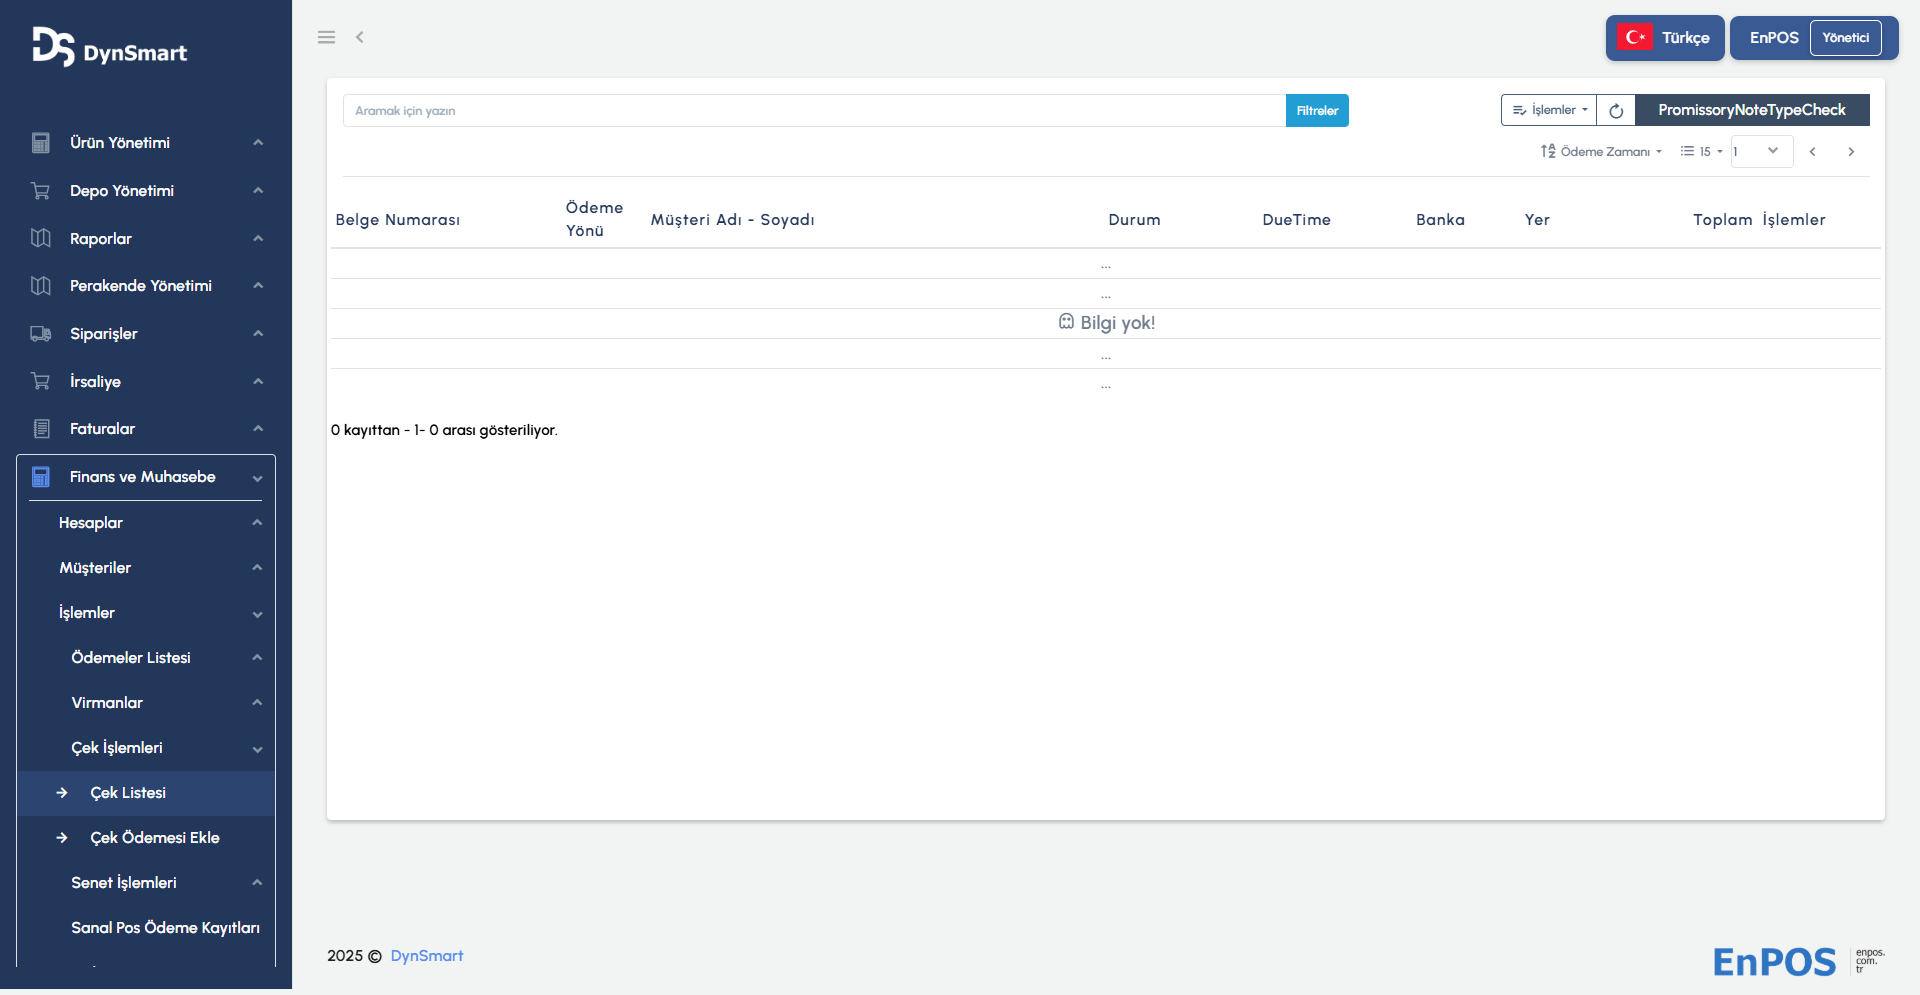 DS DynSmart
Ürün Yönetimi
Depo Yönetimi
Raporlar
Perakende Yönetimi
Siparişler
İrsaliye
Faturalar
Finans ve Muhasebe
Hesaplar
Müşteriler
İşlemler
Ödemeler Listesi
Virmanlar
Çek İşlemleri
Çek Listesi
Çek Ödemesi Ekle
Senet İşlemleri
Sanal Pos Ödeme Kayıtları
Türkçe
EnPOS Yönetici
Aramak için yazın Filtreler
İşlemler PromissoryNoteTypeCheck
Ödeme Zamanı 15 1
Belge Numarası Ödeme Yönü Müşteri Adı - Soyadı Durum DueTime Banka Yer Toplam İşlemler
...
...
Bilgi yok!
...
...
0 kayıttan - 1- 0 arası gösteriliyor.
2025 © DynSmart
EnPOS enpos.
com.
tr